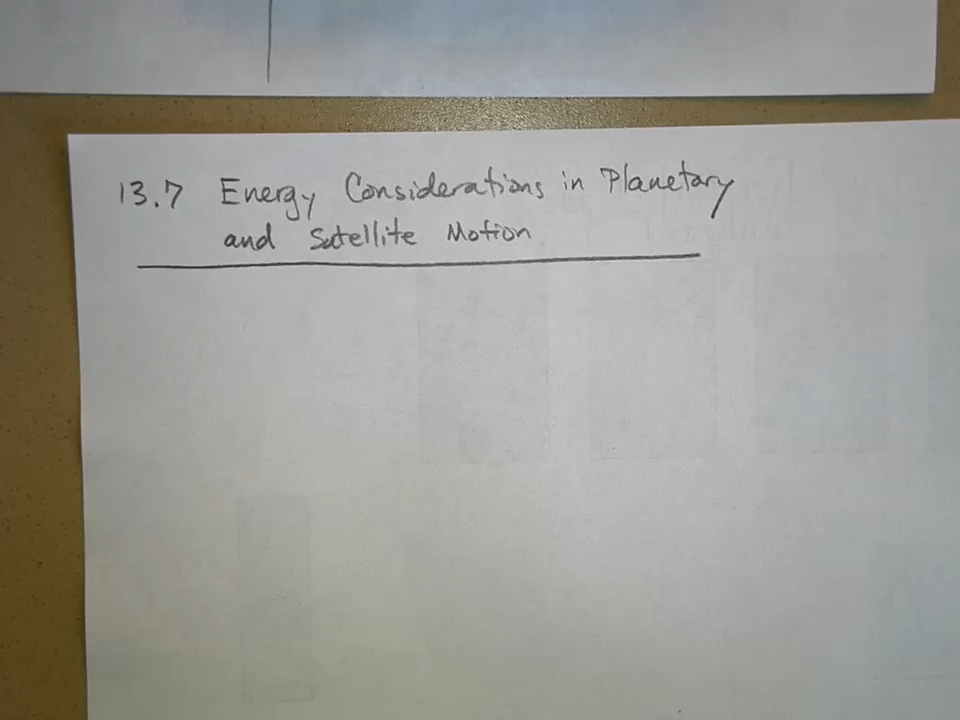 13.7 Energy Considerations in Planetary
and Satellite Motion